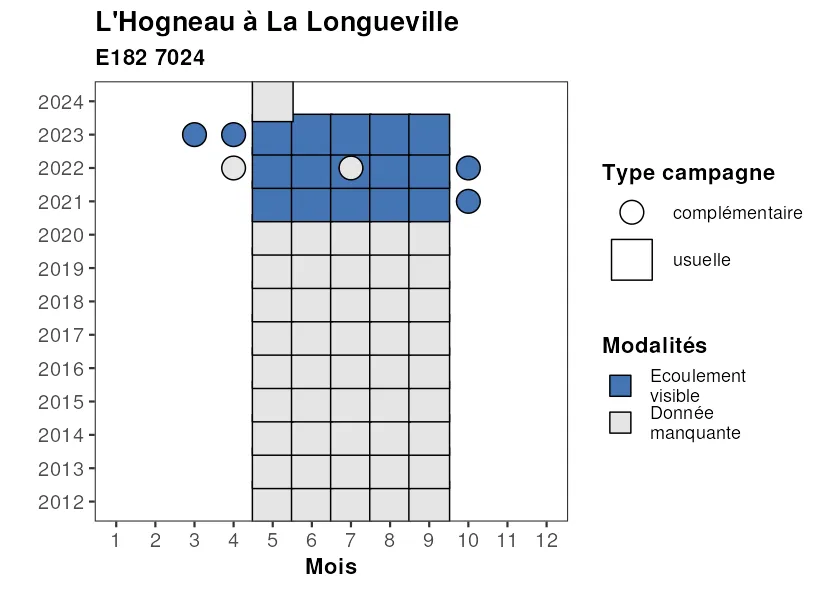 L'Hogneau à La Longueville
E182 7024
2024
2023
2022
2021
2020
2019
2018
2017
2016
2015
2014
2013
2012
1 2 3 4 5 6 7 8 9 10 11 12
Mois
Type campagne
complémentaire
usuelle
Modalités
Ecoulement
visible
Donnée
manquante